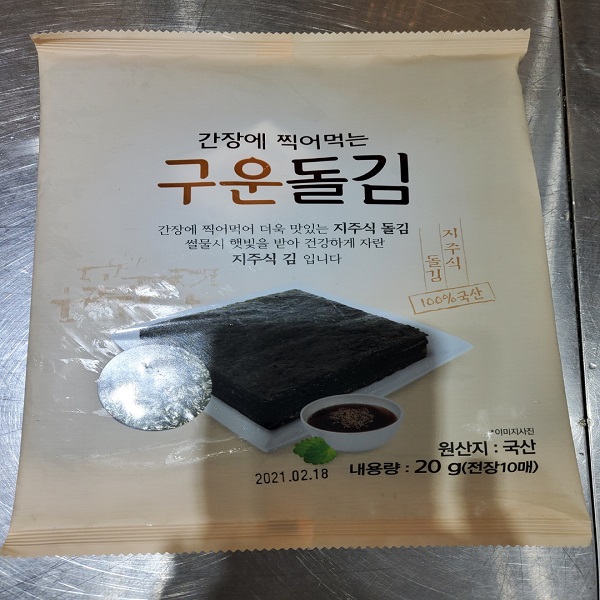 간장에 찍어먹는
구운돌김
간장에 찍어먹어 더욱 맛있는 지주식 돌김
썰물시 햇빛을 받아 건강하게 자란
지주식 김 입니다
지주식
돌김
100%국산
*이미지사진
원산지 : 국산
2021.02.18
내용량 : 20 g(전장10매)